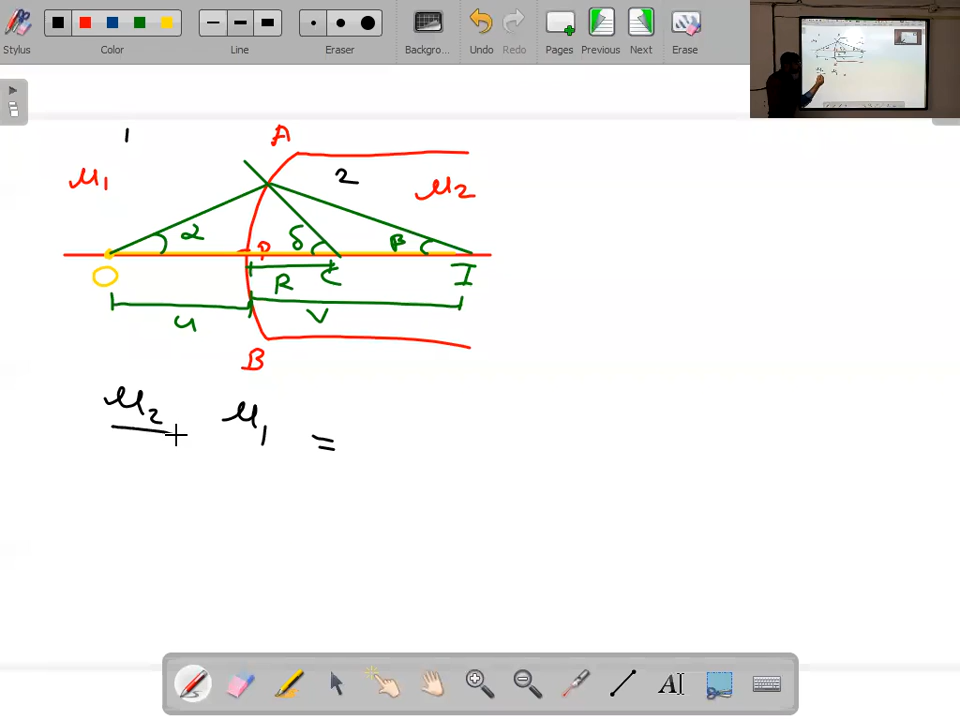 Stylus Color Line Eraser Backgro... Undo Redo Pages Previous Next Erase
1
A
μ1 2 μ2
α P δ β
O R C I
u v
B
μ2 μ1 =
A